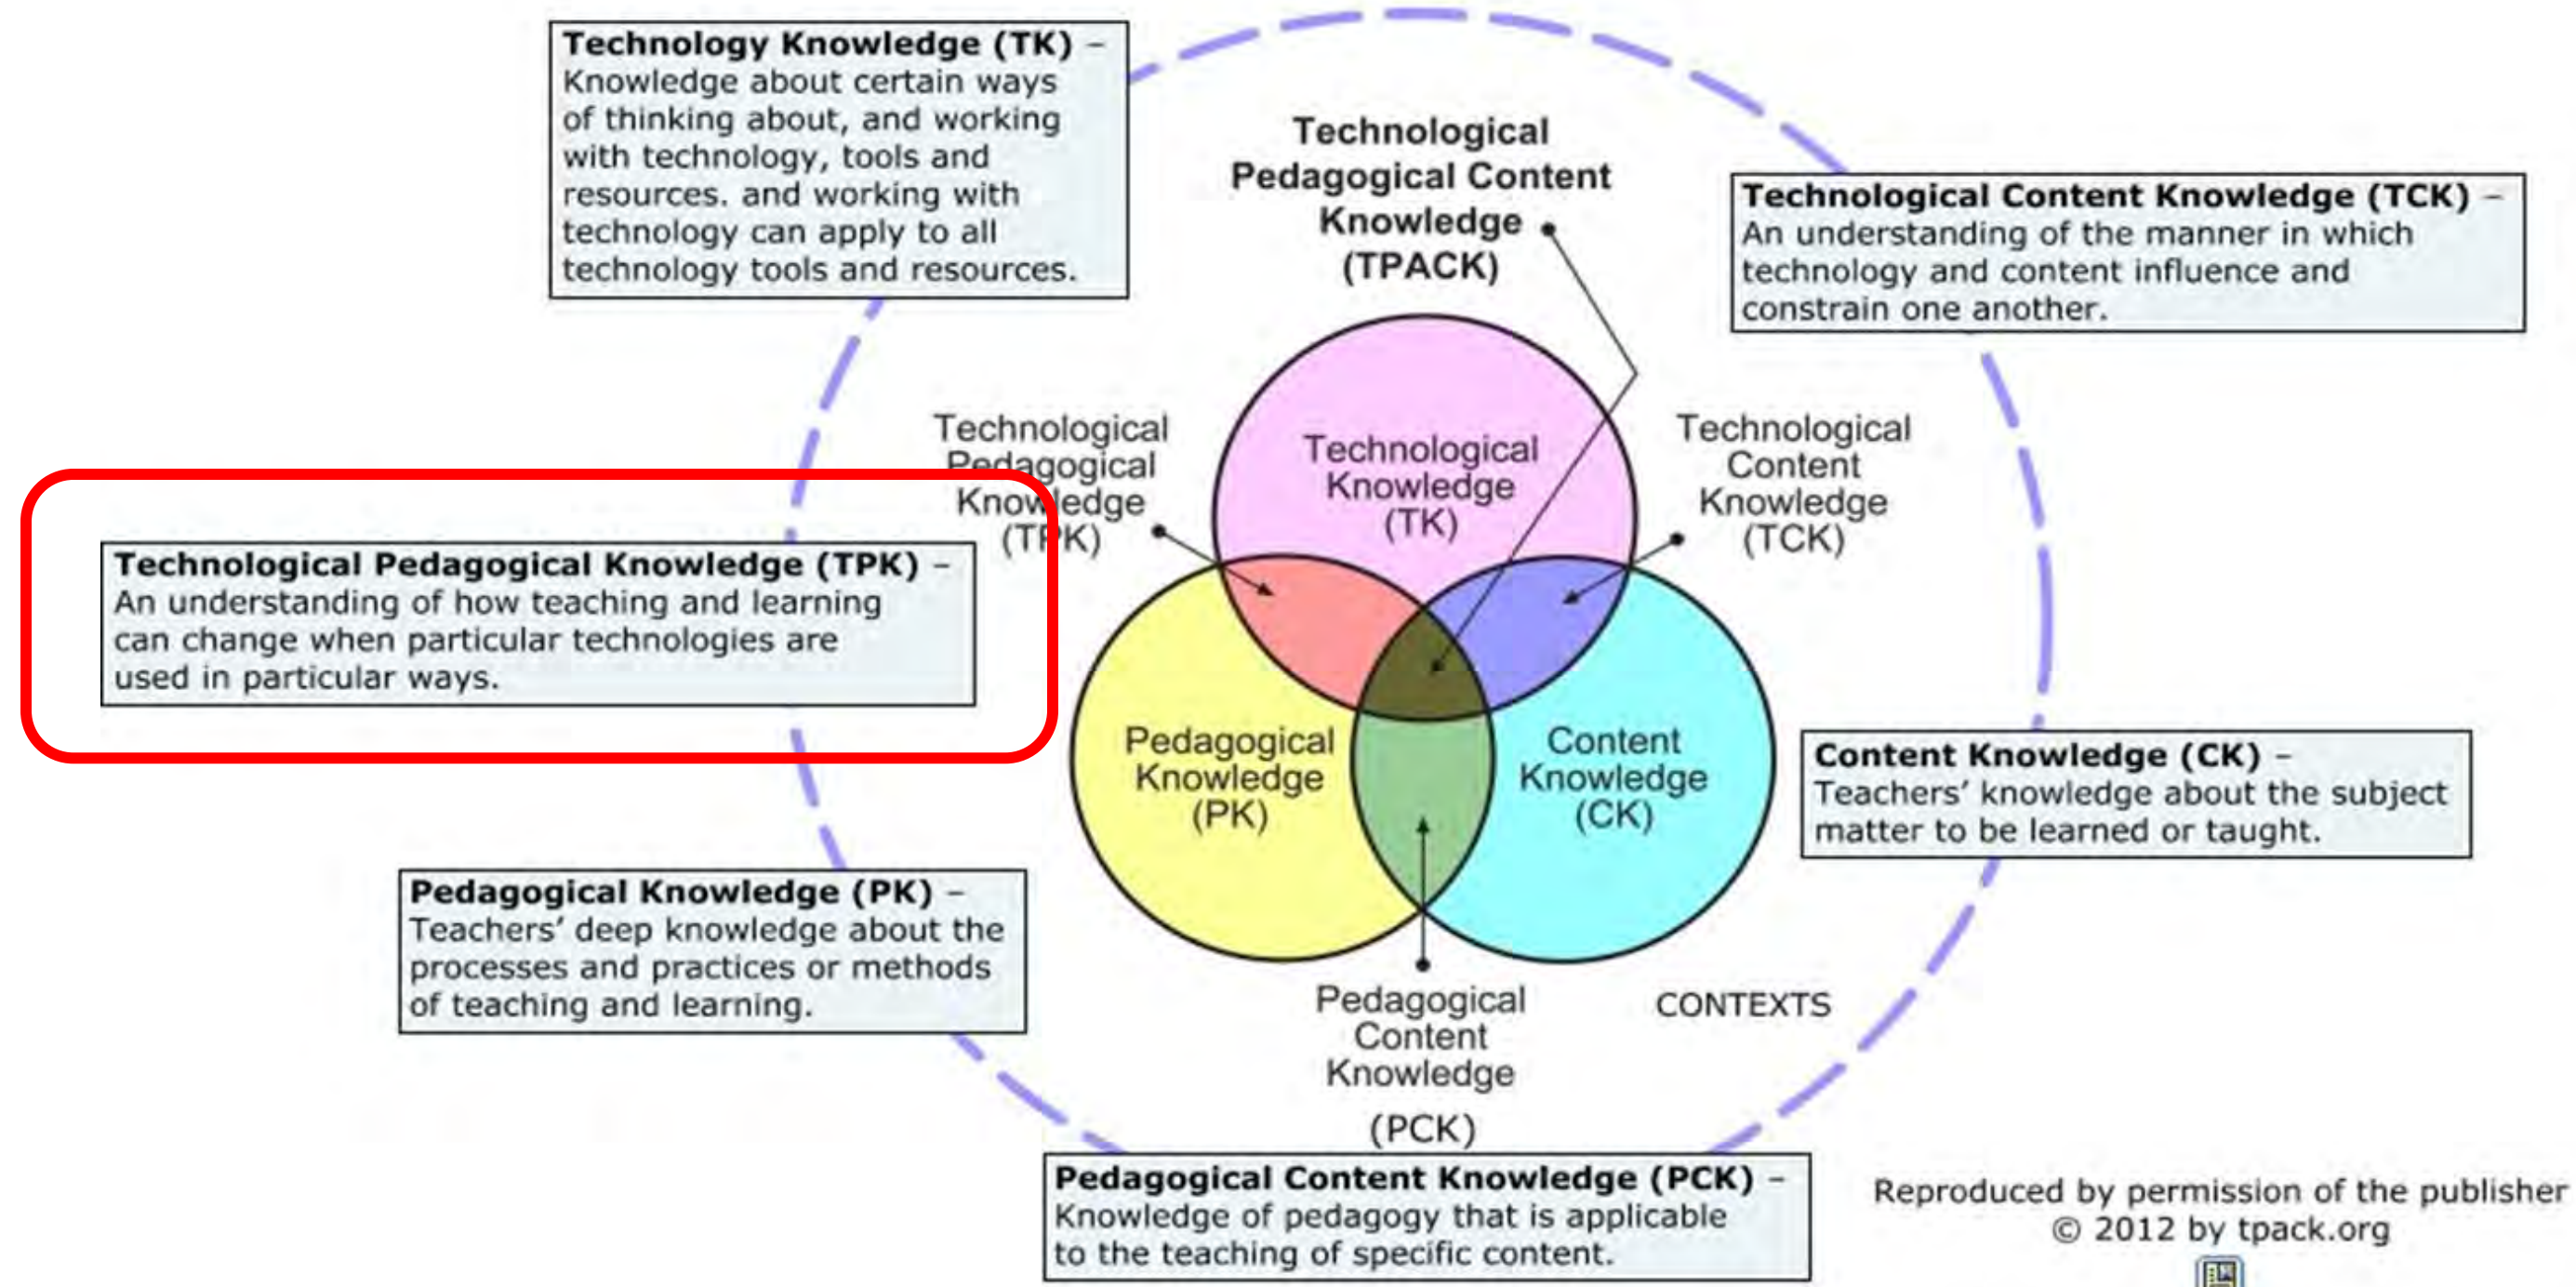 Technology Knowledge (TK) –
Knowledge about certain ways
of thinking about, and working
with technology, tools and
resources. and working with
technology can apply to all
technology tools and resources.
Technological
Pedagogical Content
Knowledge
(TPACK)
Technological Content Knowledge (TCK) –
An understanding of the manner in which
technology and content influence and
constrain one another.
Technological
Pedagogical
Knowledge
(TPK)
Technological
Knowledge
(TK)
Technological
Content
Knowledge
(TCK)
Technological Pedagogical Knowledge (TPK) –
An understanding of how teaching and learning
can change when particular technologies are
used in particular ways.
Pedagogical
Knowledge
(PK)
Content
Knowledge
(CK)
Content Knowledge (CK) –
Teachers’ knowledge about the subject
matter to be learned or taught.
Pedagogical Knowledge (PK) –
Teachers’ deep knowledge about the
processes and practices or methods
of teaching and learning.
Pedagogical
Content
Knowledge
(PCK)
CONTEXTS
Pedagogical Content Knowledge (PCK) –
Knowledge of pedagogy that is applicable
to the teaching of specific content.
Reproduced by permission of the publisher
© 2012 by tpack.org